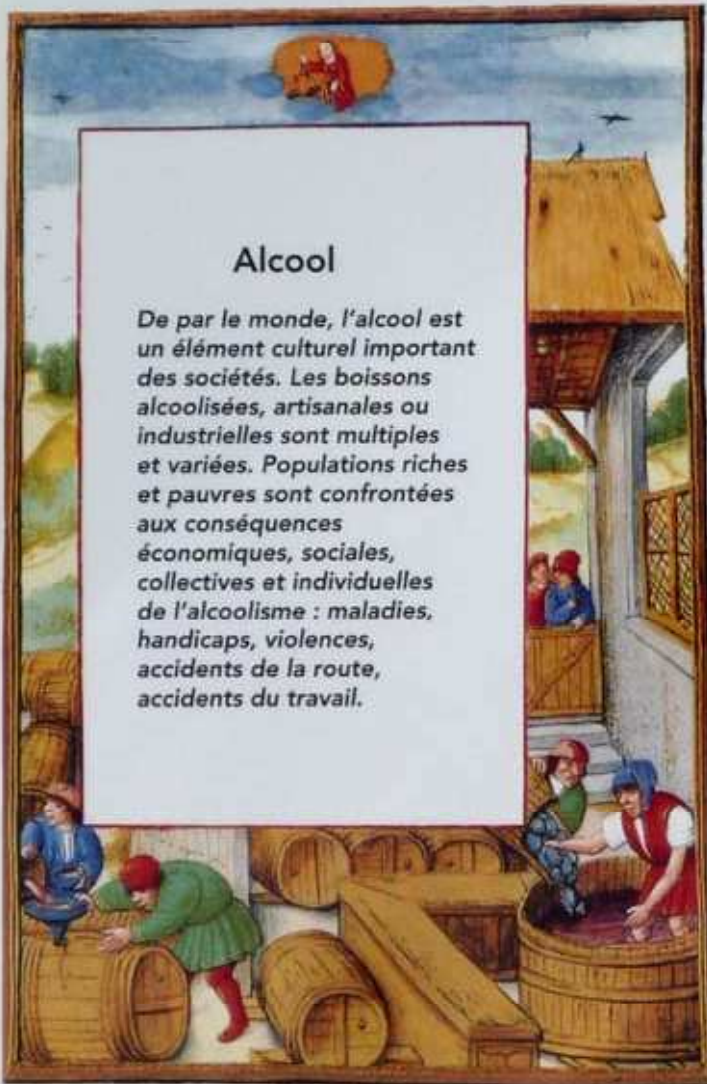 Alcool
De par le monde, l'alcool est
un élément culturel important
des sociétés. Les boissons
alcoolisées, artisanales ou
industrielles sont multiples
et variées. Populations riches
et pauvres sont confrontées
aux conséquences
économiques, sociales,
collectives et individuelles
de l'alcoolisme : maladies,
handicaps, violences,
accidents de la route,
accidents du travail.